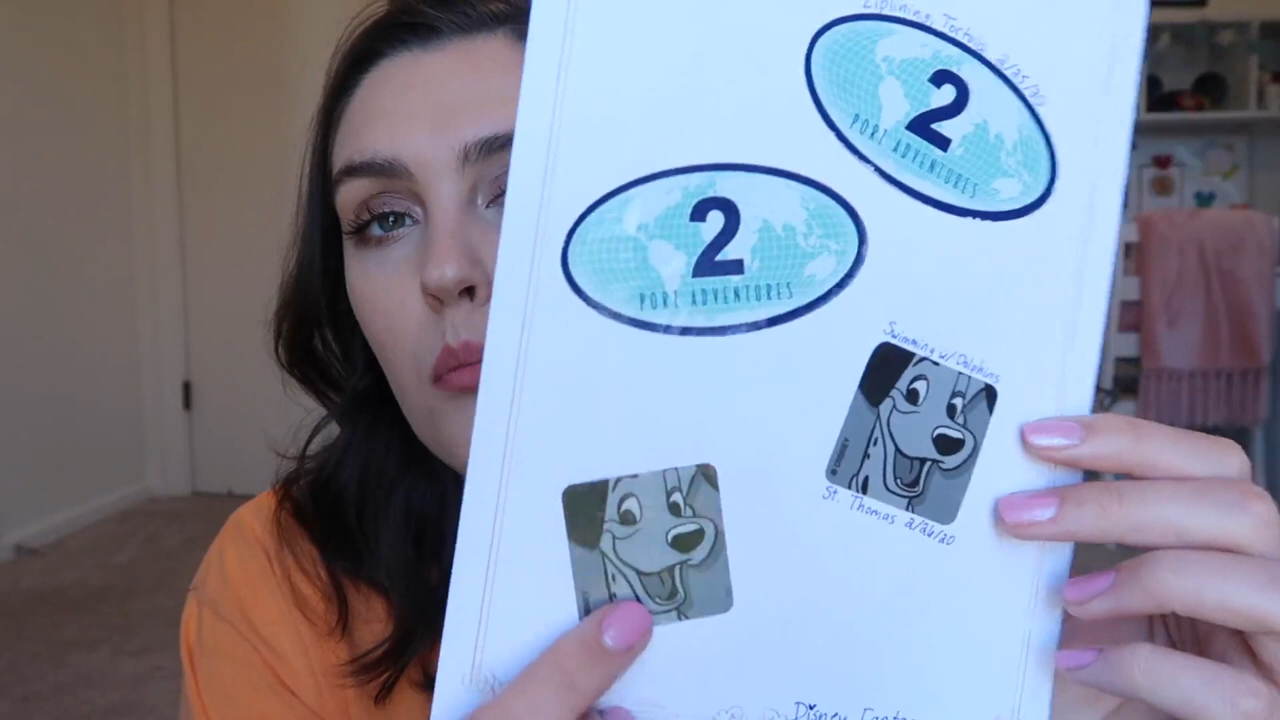 Ziplining, Tortola 2/25/20
2
PORT ADVENTURES
2
PORT ADVENTURES
Swimming w/ Dolphins
© DISNEY
St. Thomas 2/26/20
Disney